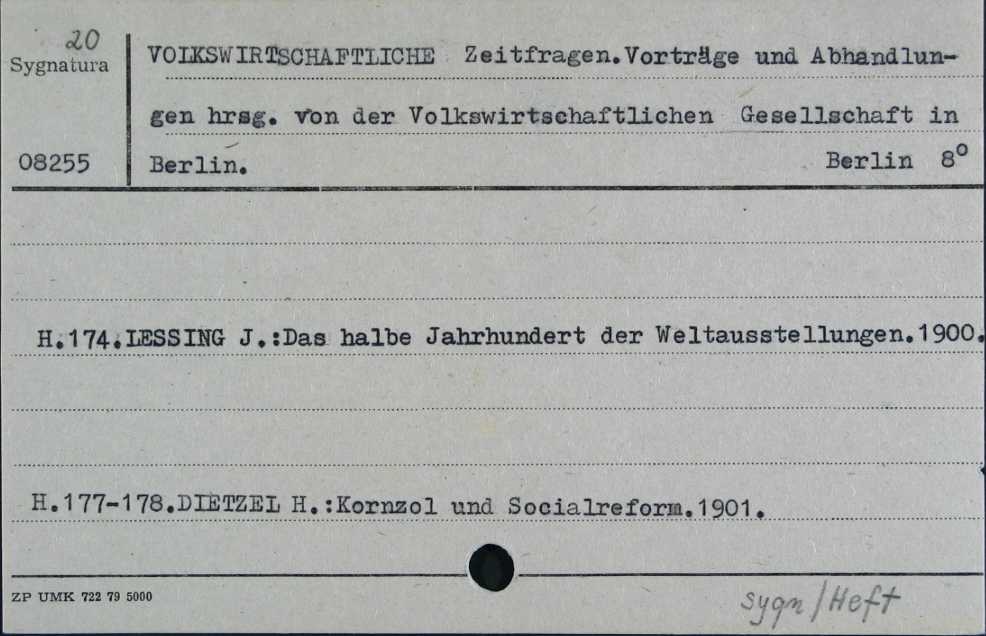 20
Sygnatura
08255
VOLKSWIRTSCHAFTLICHE Zeitfragen.Vorträge und Abhandlun-
gen hrsg. von der Volkswirtschaftlichen Gesellschaft in
Berlin. Berlin 8º
H.174.LESSING J.:Das halbe Jahrhundert der Weltausstellungen.1900.
H.177-178.DIETZEL H.:Kornzol und Socialreform.1901.
ZP UMK 722 79 5000
sygn/Heft